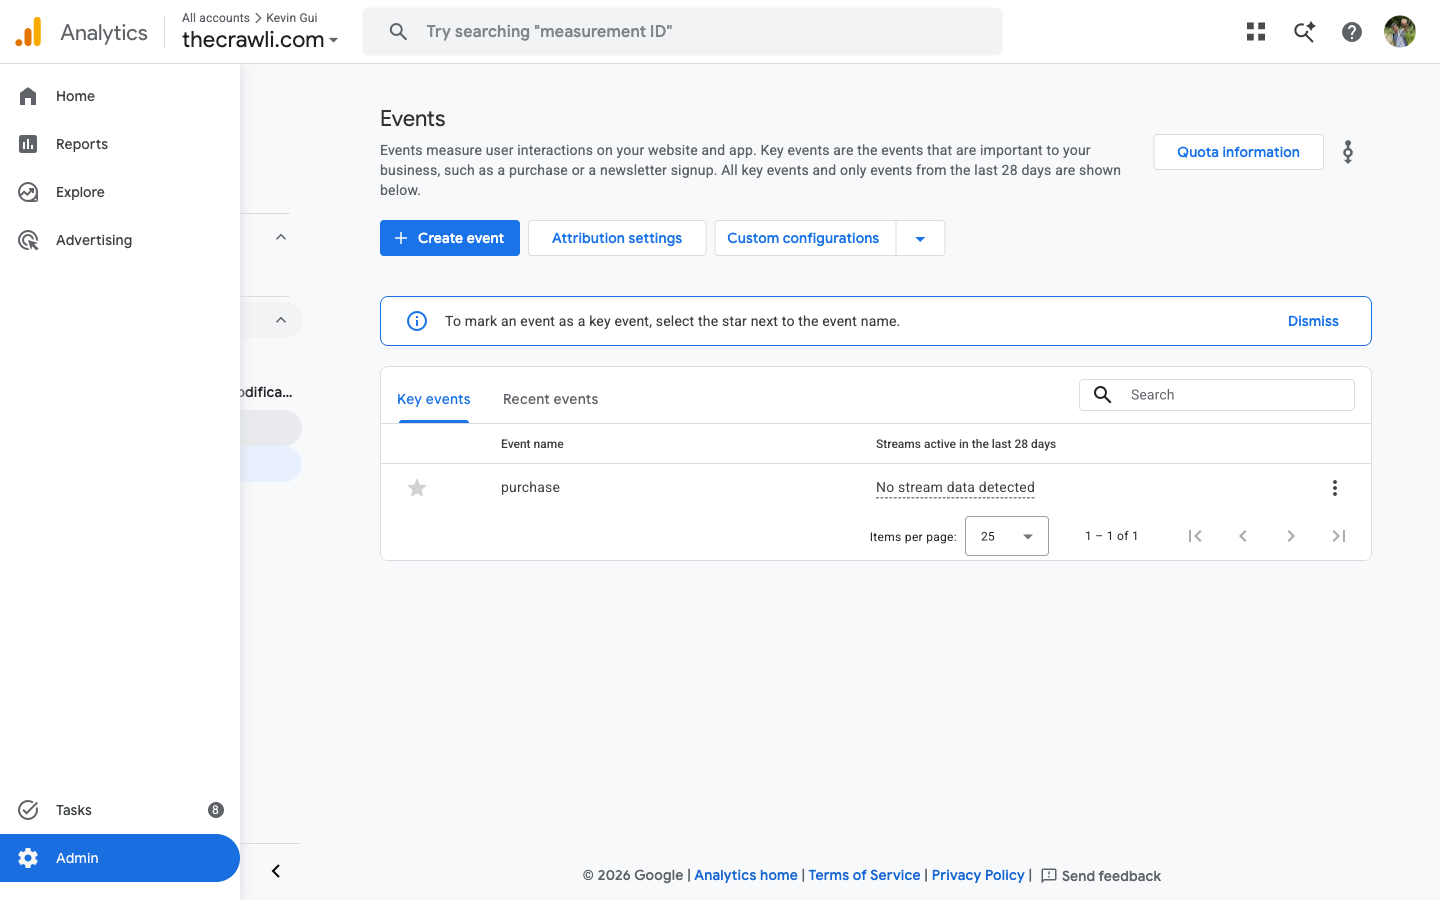 Analytics
All accounts > Kevin Gui
thecrawli.com
Try searching "measurement ID"
Home
Reports
Explore
Advertising
odifica...
Tasks
8
Admin
Events
Events measure user interactions on your website and app. Key events are the events that are important to your
business, such as a purchase or a newsletter signup. All key events and only events from the last 28 days are shown
below.
Quota information
Create event
Attribution settings
Custom configurations
To mark an event as a key event, select the star next to the event name.
Dismiss
Key events
Recent events
Search
Event name
Streams active in the last 28 days
purchase
No stream data detected
Items per page:
25
1 – 1 of 1
© 2026 Google | Analytics home | Terms of Service | Privacy Policy | Send feedback